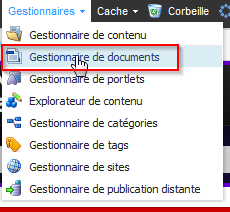 Gestionnaires Cache Corbeille
Gestionnaire de contenu
Gestionnaire de documents
Gestionnaire de portlets
Explorateur de contenu
Gestionnaire de catégories
Gestionnaire de tags
Gestionnaire de sites
Gestionnaire de publication distante